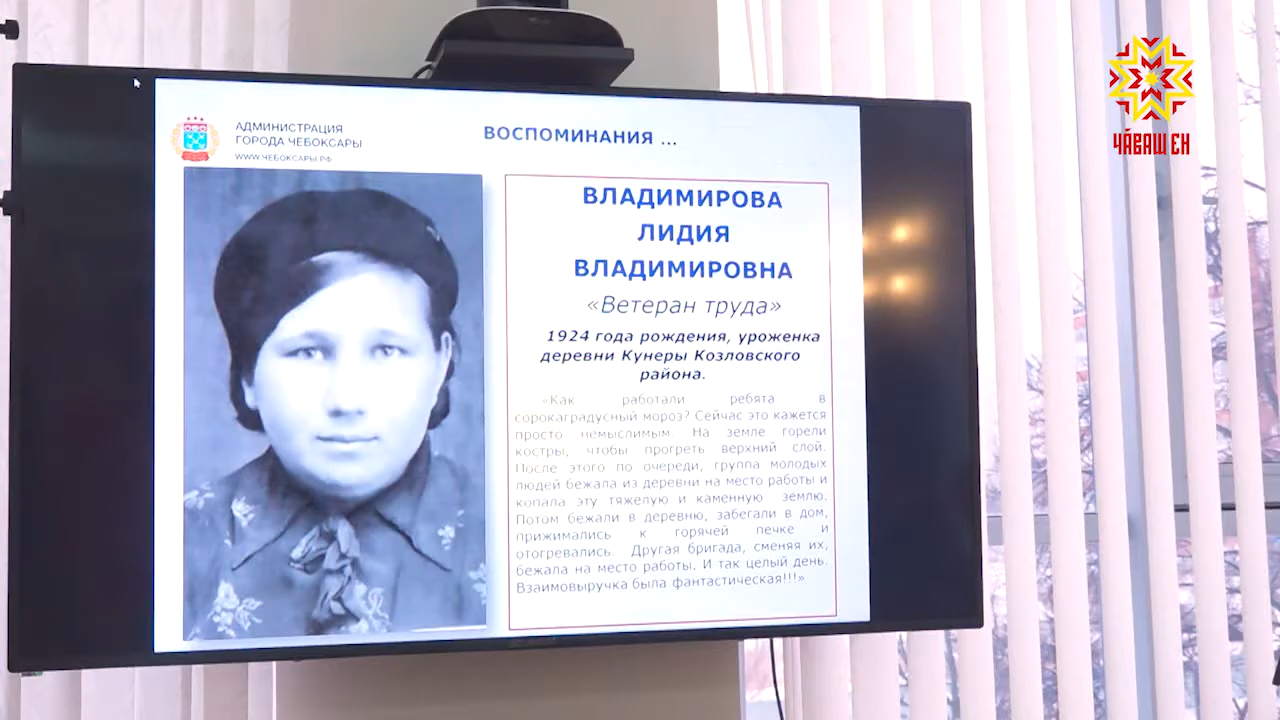 АДМИНИСТРАЦИЯ
ГОРОДА ЧЕБОКСАРЫ
WWW.ЧЕБОКСАРЫ.РФ
ВОСПОМИНАНИЯ ...
ЧӐВАШ ЕН
ВЛАДИМИРОВА
ЛИДИЯ
ВЛАДИМИРОВНА
«Ветеран труда»
1924 года рождения, уроженка
деревни Кунеры Козловского
района.
«Как работали ребята в
сорокаградусный мороз? Сейчас это кажется
просто немыслимым. На земле горели
костры, чтобы прогреть верхний слой.
После этого по очереди, группа молодых
людей бежала из деревни на место работы и
копала эту тяжелую и каменную землю.
Потом бежали в деревню, забегали в дом,
прижимались к горячей печке и
отогревались. Другая бригада, сменяя их,
бежала на место работы. И так целый день.
Взаимовыручка была фантастическая!!!»